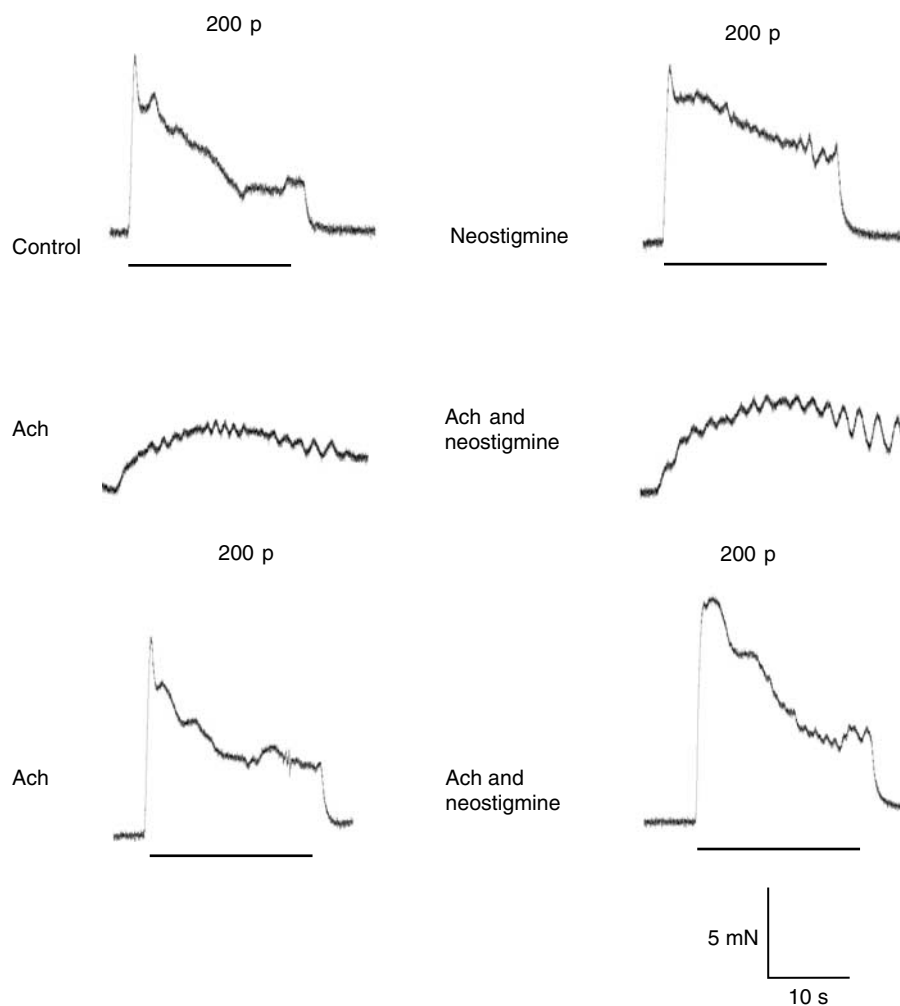 200 p
200 p
Control
Neostigmine
Ach
Ach and
neostigmine
200 p
200 p
Ach
Ach and
neostigmine
5 mN
10 s